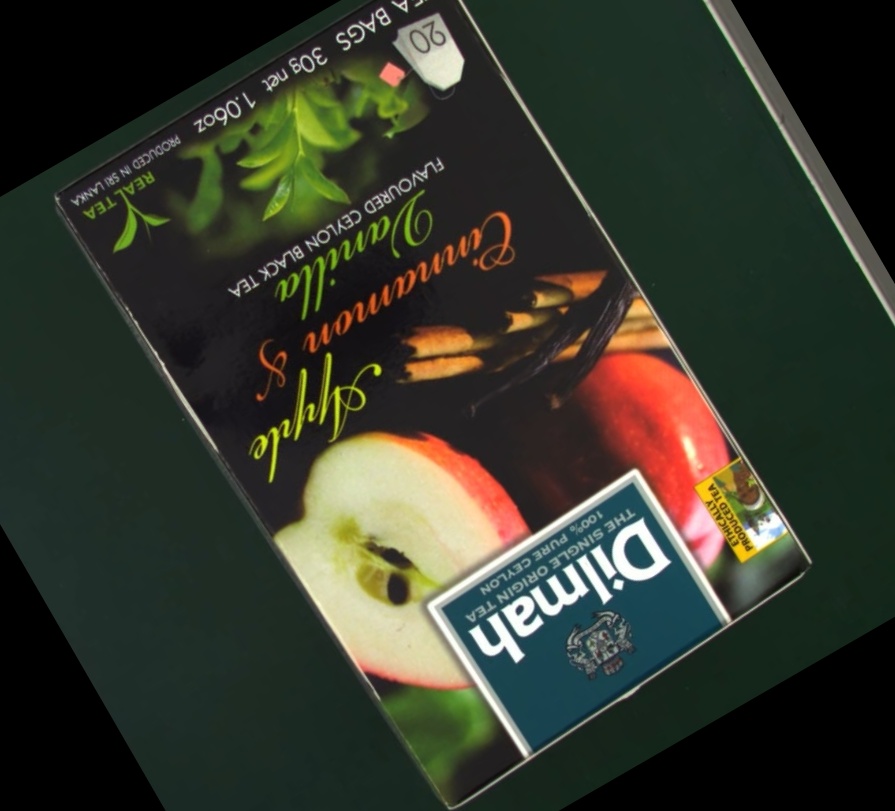 Dilmah
THE SINGLE ORIGIN TEA
100% PURE CEYLON
ETHICALLY
PRODUCED TEA
Apple
Cinnamon &
Vanilla
FLAVOURED CEYLON BLACK TEA
REAL TEA
PRODUCED IN SRI LANKA
20
BAGS 30g net 1.06oz